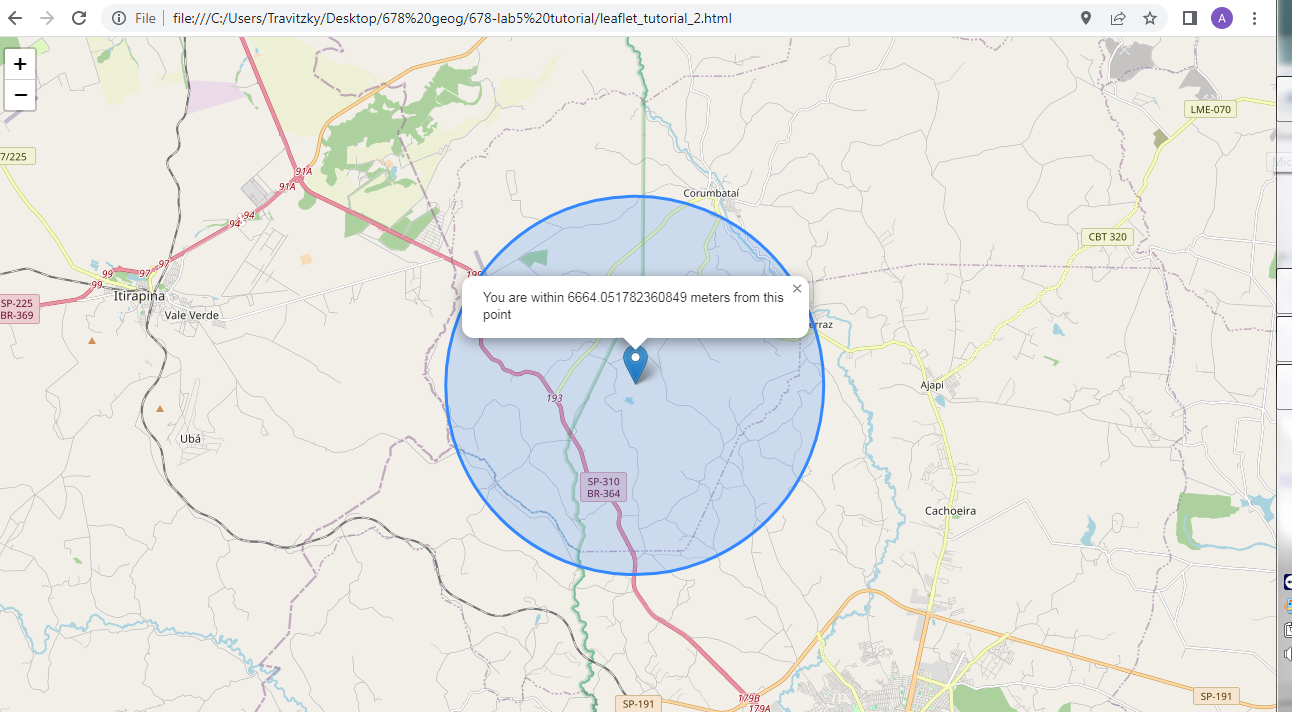 File
file:///C:/Users/Travitzky/Desktop/678%20geog/678-lab5%20tutorial/leaflet_tutorial_2.html
A
+
−
LME-070
7/225
91A
91A
Corumbataí
94
94
CBT 320
97
97
99
99
199
Itirapina
SP-225
BR-369
Vale Verde
You are within 6664.051782360849 meters from this
point
×
Ajapi
193
Ubá
SP-310
BR-364
Cachoeira
179B
179A
SP-191
SP-191